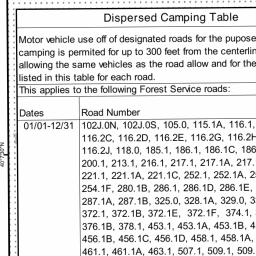 Dispersed Camping Table
Motor vehicle use off of designated roads for the pupose
camping is permited for up to 300 feet from the centerlin
allowing the same vehicles as the road allow and for the
listed in this table for each road.
This applies to the following Forest Service roads:
Dates Road Number
01/01-12/31 102J.0N, 102J.0S, 105.0, 115.1A, 116.1,
116.2C, 116.2D, 116.2E, 116.2G, 116.2H
116.2J, 118.0, 185.1, 186.1, 186.1C, 186
200.1, 213.1, 216.1, 217.1, 217.1A, 217.
221.1, 221.1A, 221.1C, 252.1, 252.1A, 25
254.1F, 280.1B, 286.1, 286.1D, 286.1E,
287.1A, 287.1B, 325.0, 328.1A, 329.0, 33
372.1, 372.1B, 372.1E, 372.1F, 374.1,
376.1B, 378.1, 453.1, 453.1A, 453.1B, 4
456.1B, 456.1C, 456.1D, 458.1, 458.1A,
461.1, 461.1A, 463.1, 507.1, 509.1, 509.